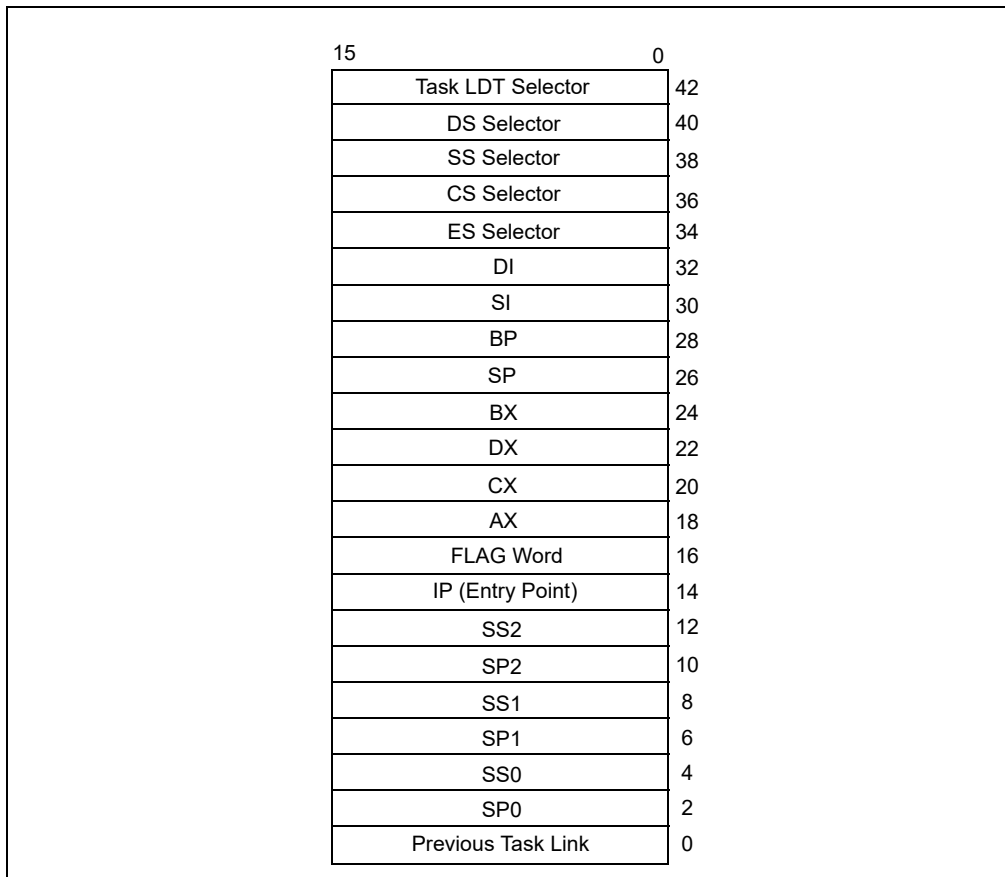 15 0
Task LDT Selector 42
DS Selector 40
SS Selector 38
CS Selector 36
ES Selector 34
DI 32
SI 30
BP 28
SP 26
BX 24
DX 22
CX 20
AX 18
FLAG Word 16
IP (Entry Point) 14
SS2 12
SP2 10
SS1 8
SP1 6
SS0 4
SP0 2
Previous Task Link 0